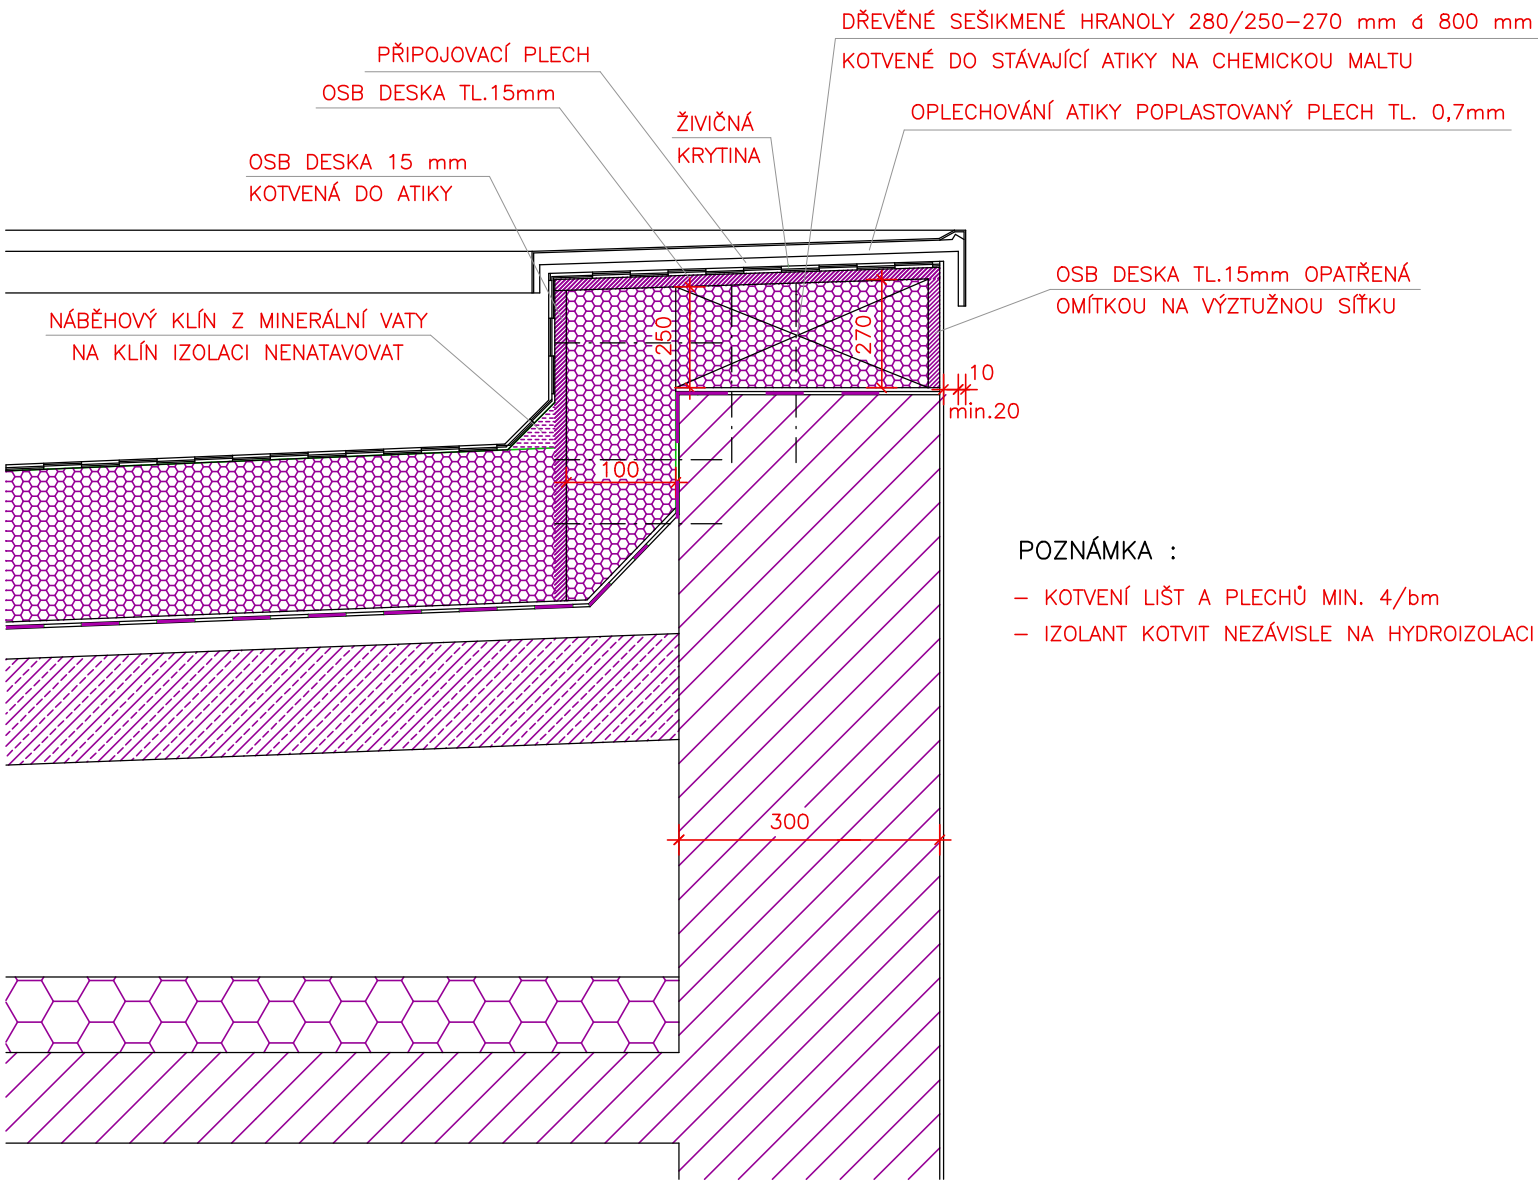 DŘEVĚNÉ SEŠIKMENÉ HRANOLY 280/250-270 mm á 800 mm
KOTVENÉ DO STÁVAJÍCÍ ATIKY NA CHEMICKOU MALTU
PŘIPOJOVACÍ PLECH
OSB DESKA TL.15mm
OPLECHOVÁNÍ ATIKY POPLASTOVANÝ PLECH TL. 0,7mm
ŽIVIČNÁ
KRYTINA
OSB DESKA 15 mm
KOTVENÁ DO ATIKY
OSB DESKA TL.15mm OPATŘENÁ
OMÍTKOU NA VÝZTUŽNOU SÍŤKU
NÁBĚHOVÝ KLÍN Z MINERÁLNÍ VATY
NA KLÍN IZOLACI NENATAVOVAT
250
270
10
min.20
100
POZNÁMKA :
- KOTVENÍ LIŠT A PLECHŮ MIN. 4/bm
- IZOLANT KOTVIT NEZÁVISLE NA HYDROIZOLACI
300